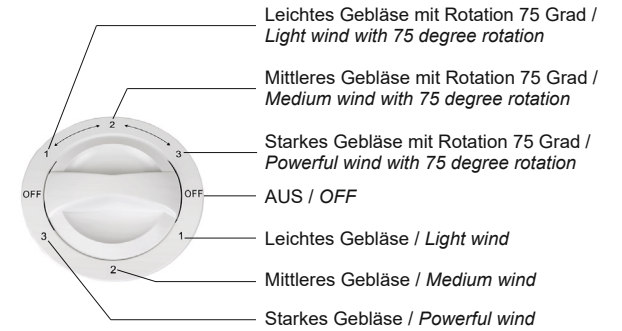 Leichtes Gebläse mit Rotation 75 Grad /
Light wind with 75 degree rotation
Mittleres Gebläse mit Rotation 75 Grad /
Medium wind with 75 degree rotation
Starkes Gebläse mit Rotation 75 Grad /
Powerful wind with 75 degree rotation
AUS / OFF
Leichtes Gebläse / Light wind
Mittleres Gebläse / Medium wind
Starkes Gebläse / Powerful wind
2
1
3
OFF
OFF
3
1
2